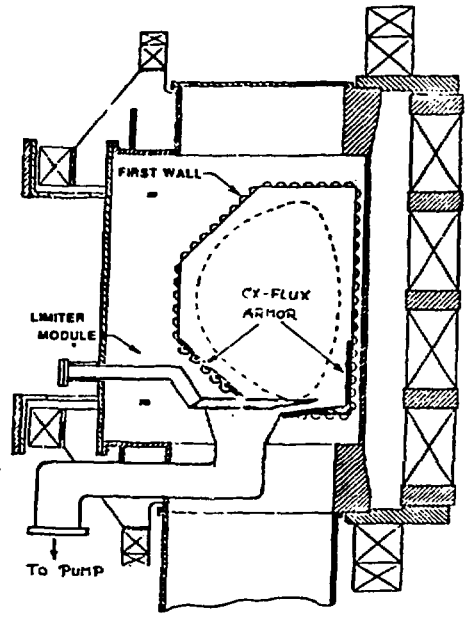 FIRST WALL
CX-FLUX
ARMOR
LIMITER
MODULE
TO PUMP